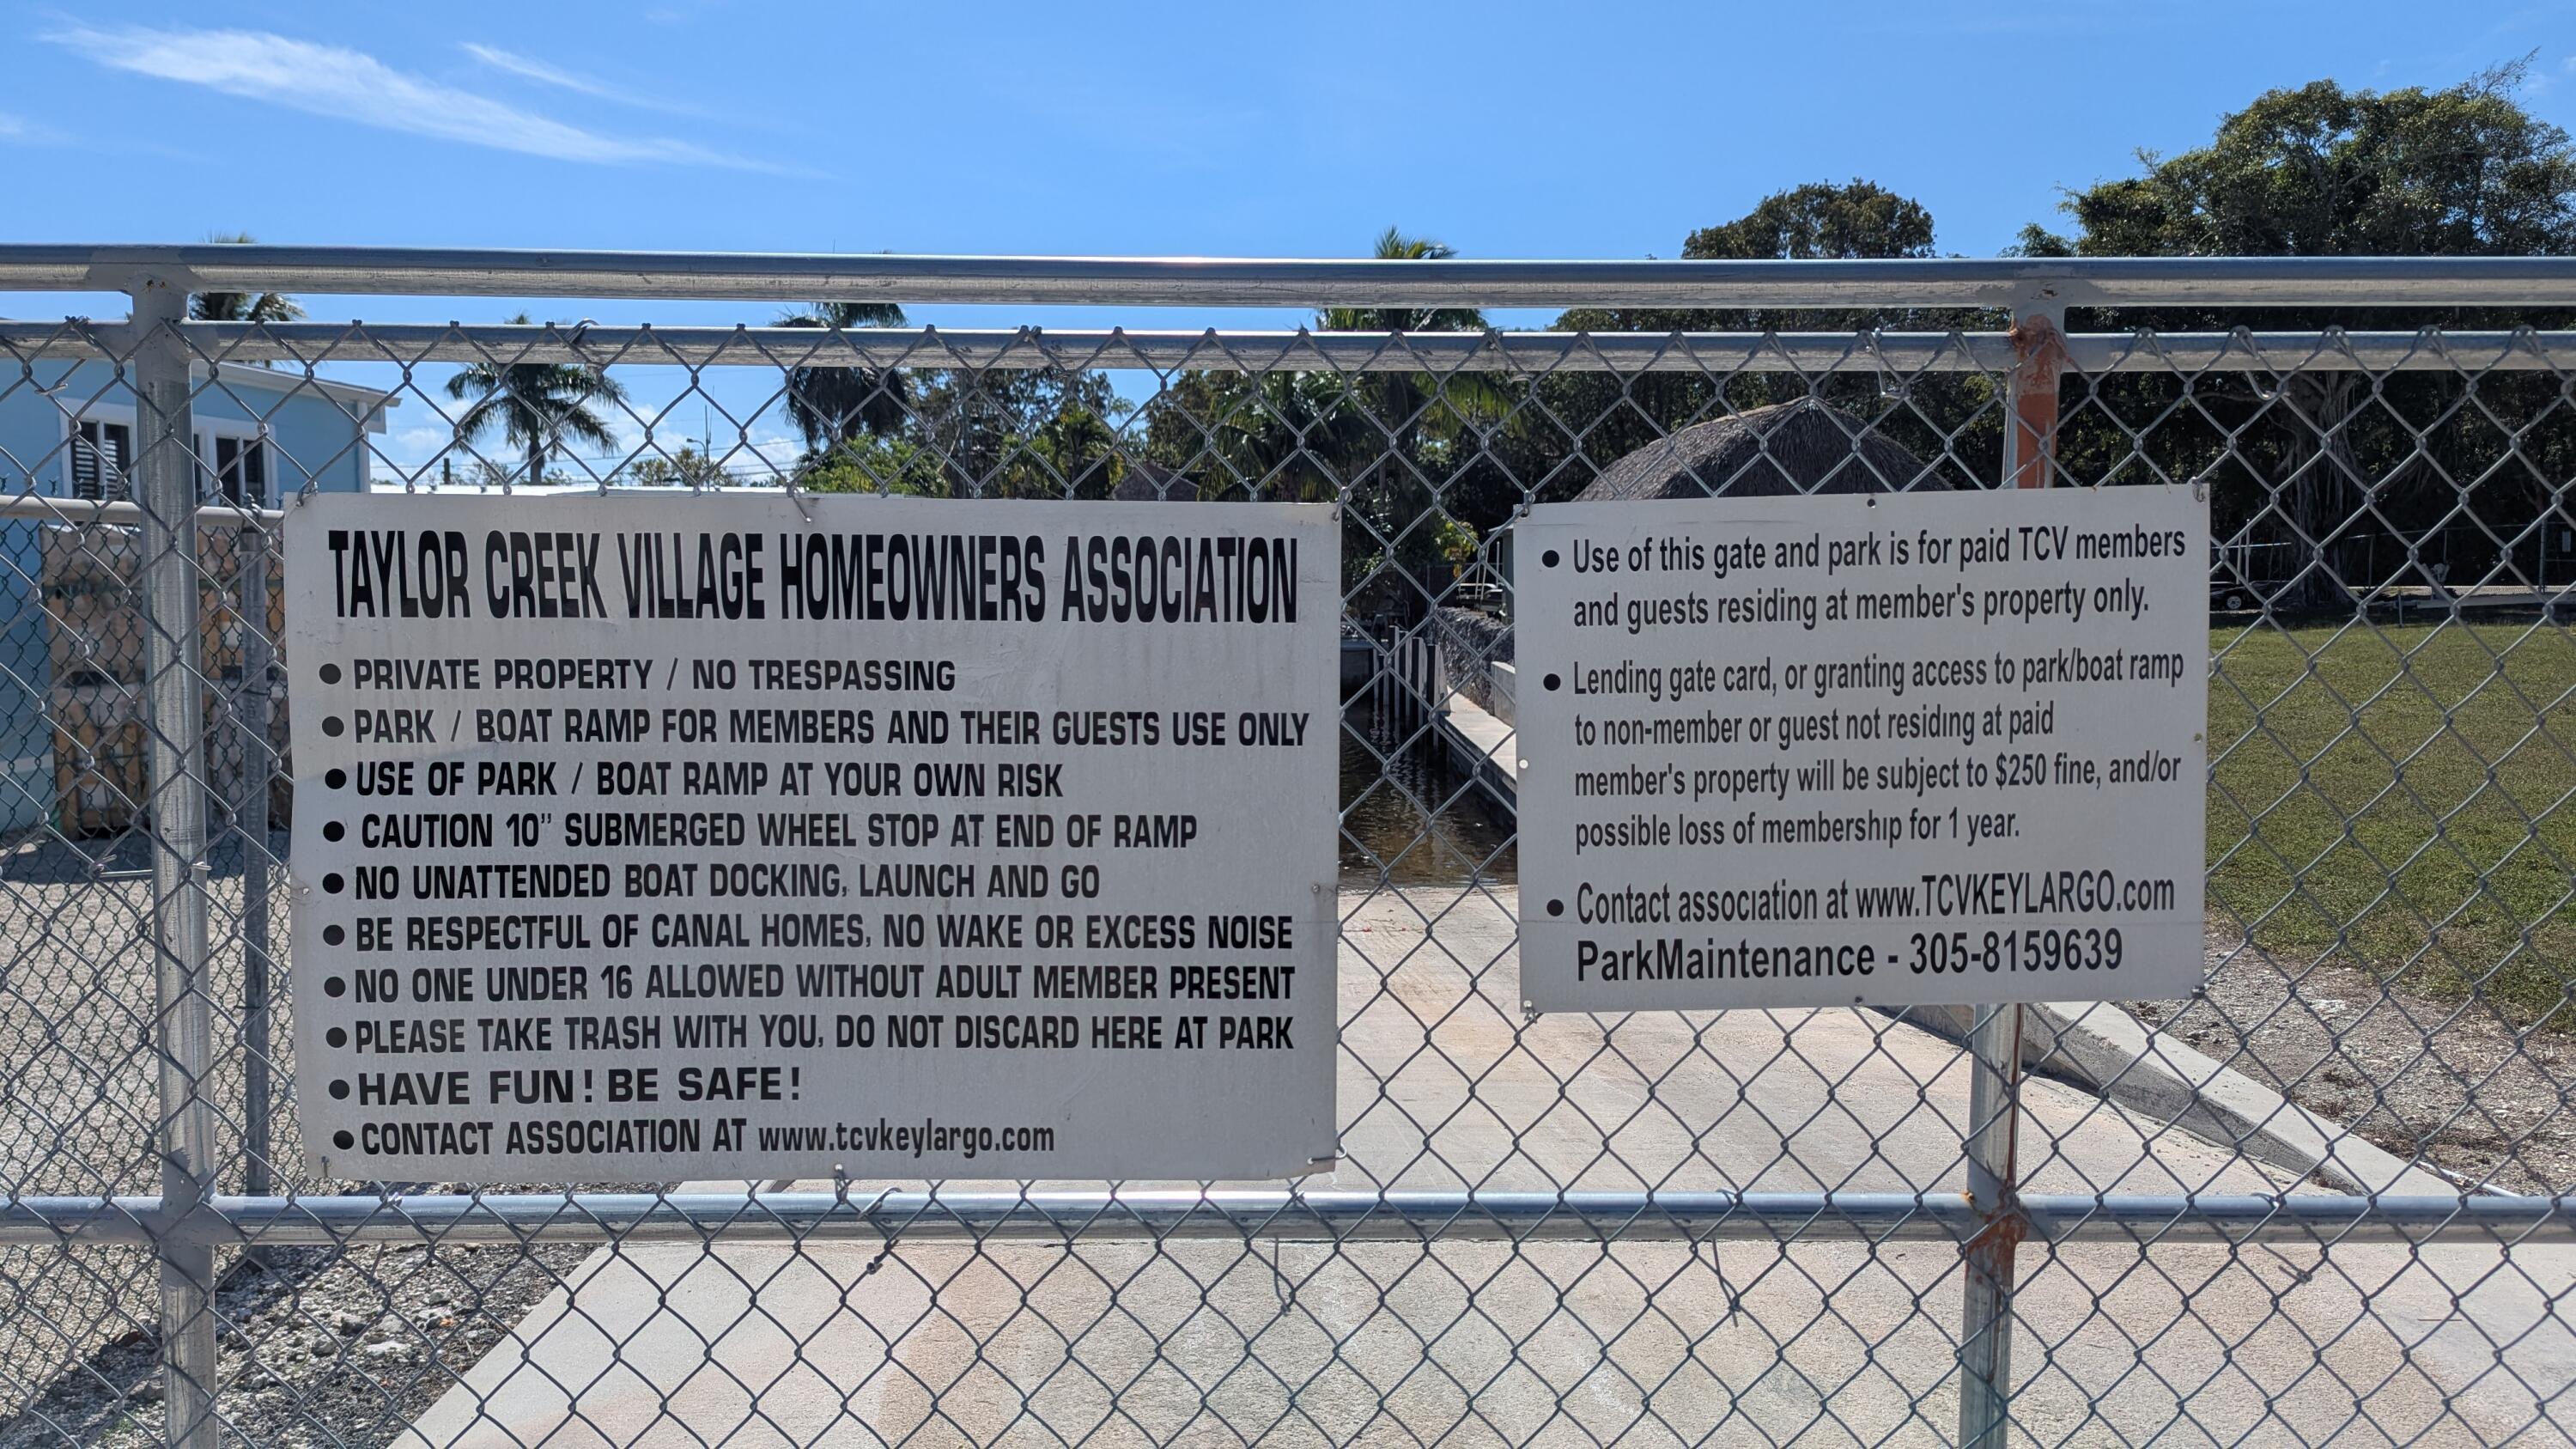 TAYLOR CREEK VILLAGE HOMEOWNERS ASSOCIATION
• PRIVATE PROPERTY / NO TRESPASSING
• PARK / BOAT RAMP FOR MEMBERS AND THEIR GUESTS USE ONLY
• USE OF PARK / BOAT RAMP AT YOUR OWN RISK
• CAUTION 10” SUBMERGED WHEEL STOP AT END OF RAMP
• NO UNATTENDED BOAT DOCKING, LAUNCH AND GO
• BE RESPECTFUL OF CANAL HOMES, NO WAKE OR EXCESS NOISE
• NO ONE UNDER 16 ALLOWED WITHOUT ADULT MEMBER PRESENT
• PLEASE TAKE TRASH WITH YOU, DO NOT DISCARD HERE AT PARK
• HAVE FUN! BE SAFE!
• CONTACT ASSOCIATION AT www.tcvkeylargo.com
• Use of this gate and park is for paid TCV members
and guests residing at member's property only.
• Lending gate card, or granting access to park/boat ramp
to non-member or guest not residing at paid
member's property will be subject to $250 fine, and/or
possible loss of membership for 1 year.
• Contact association at www.TCVKEYLARGO.com
ParkMaintenance - 305-8159639